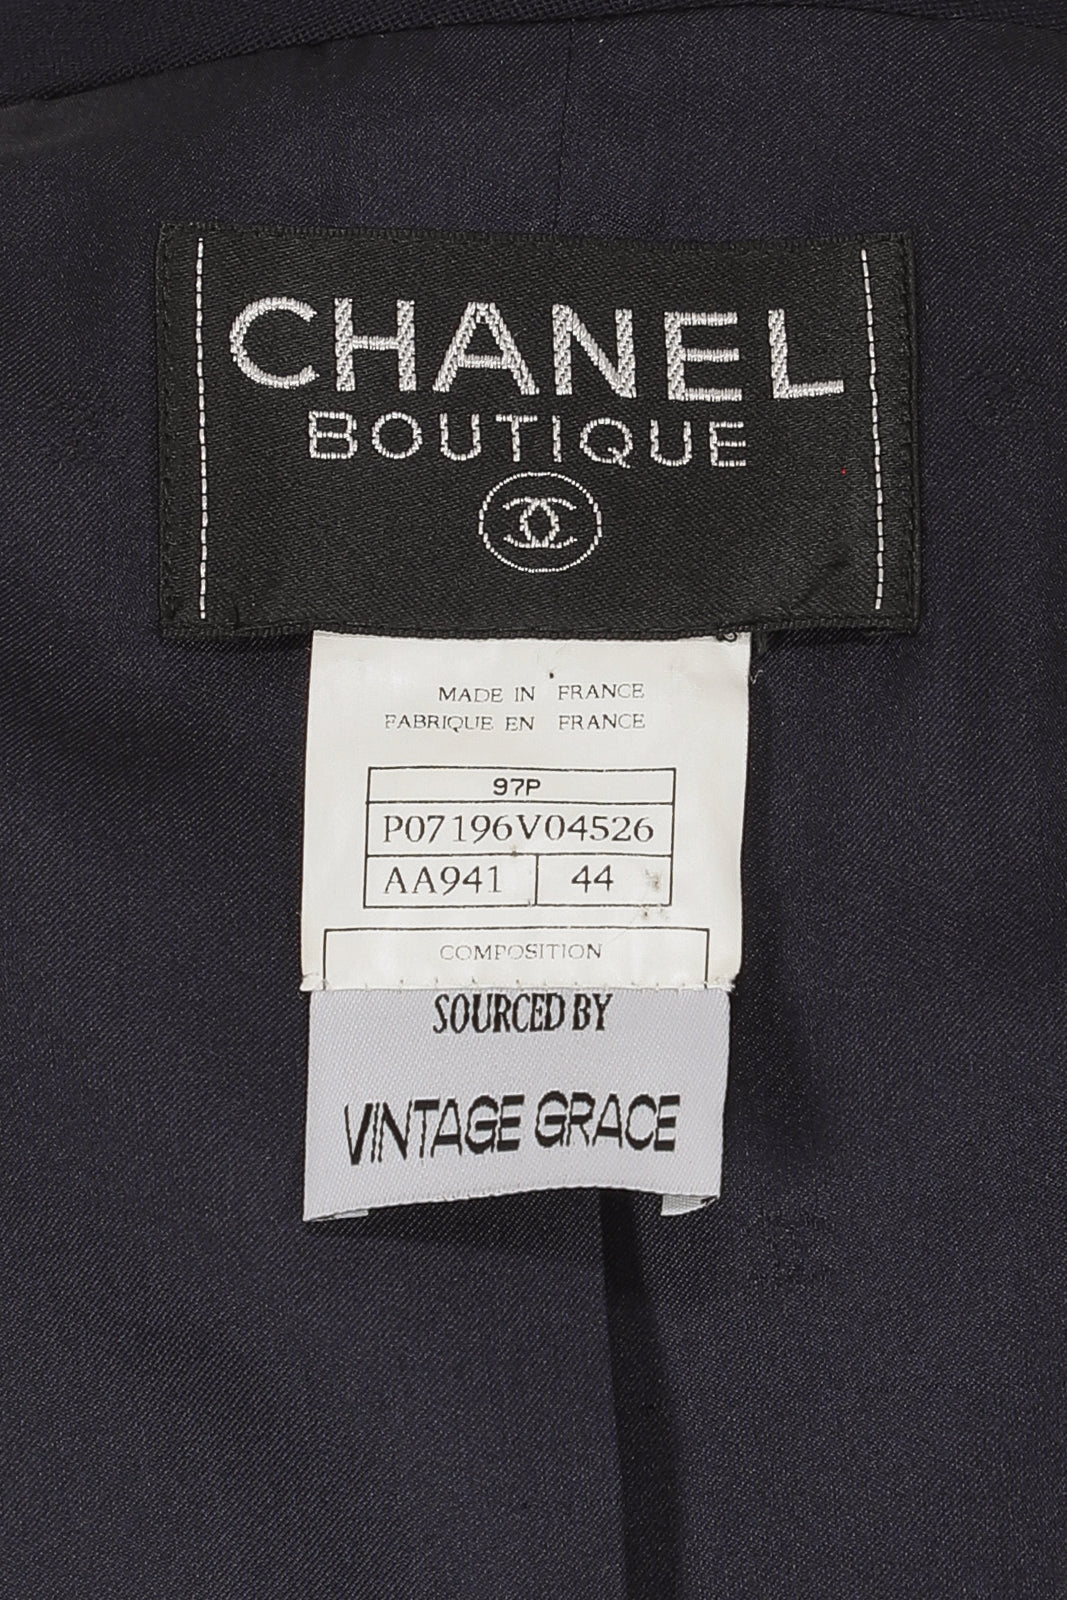 CHANEL
BOUTIQUE
MADE IN FRANCE
FABRIQUE EN FRANCE
97P
P07196V04526
AA941 44
COMPOSITION
SOURCED BY
VINTAGE GRACE